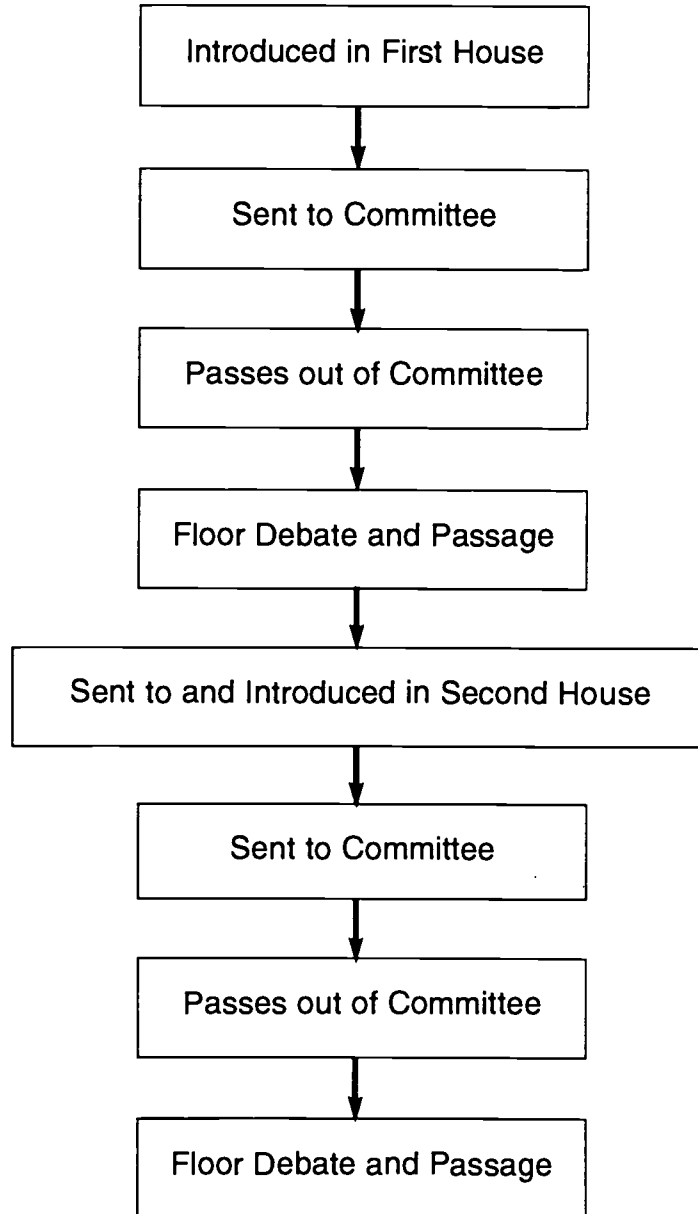 Introduced in First House
Sent to Committee
Passes out of Committee
Floor Debate and Passage
Sent to and Introduced in Second House
Sent to Committee
Passes out of Committee
Floor Debate and Passage